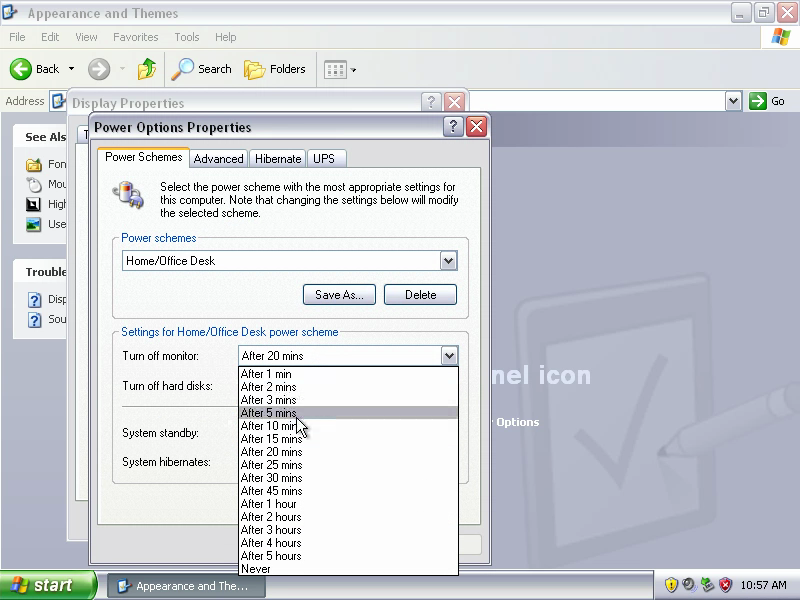 Appearance and Themes
File Edit View Favorites Tools Help
Back Search Folders
Address Go
Display Properties
Power Options Properties
See Als
Power Schemes Advanced Hibernate UPS
Fon
Mou
High
Use
Select the power scheme with the most appropriate settings for
this computer. Note that changing the settings below will modify
the selected scheme.
Power schemes
Home/Office Desk
Trouble
Save As... Delete
Disp
Sou
Settings for Home/Office Desk power scheme
Turn off monitor: After 20 mins
Turn off hard disks:
System standby:
System hibernates:
After 1 min
After 2 mins
After 3 mins
After 5 mins
After 10 mins
After 15 mins
After 20 mins
After 25 mins
After 30 mins
After 45 mins
After 1 hour
After 2 hours
After 3 hours
After 4 hours
After 5 hours
Never
nel icon
Options
start Appearance and The... 10:57 AM